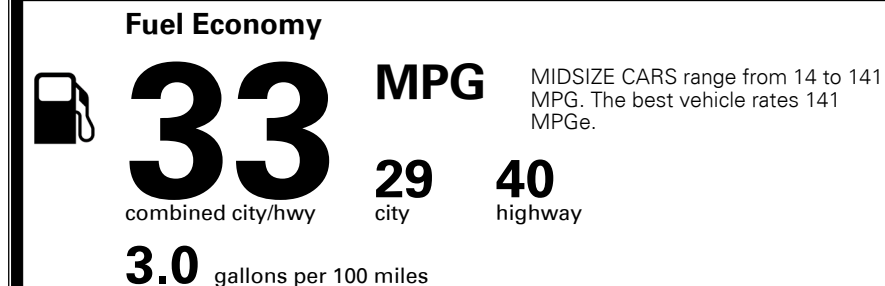 Fuel Economy
33 MPG
MIDSIZE CARS range from 14 to 141
MPG. The best vehicle rates 141
MPGe.
29 40
combined city/hwy city highway
3.0 gallons per 100 miles